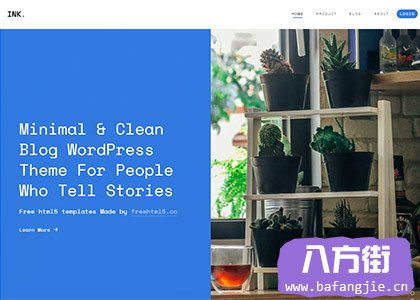 INK.
HOME PRODUCT BLOG ABOUT LOGIN
Minimal & Clean
Blog WordPress
Theme For People
Who Tell Stories
Free html5 templates Made by freehtml5.co
Learn More →
八方街
www.bafangjie.cn